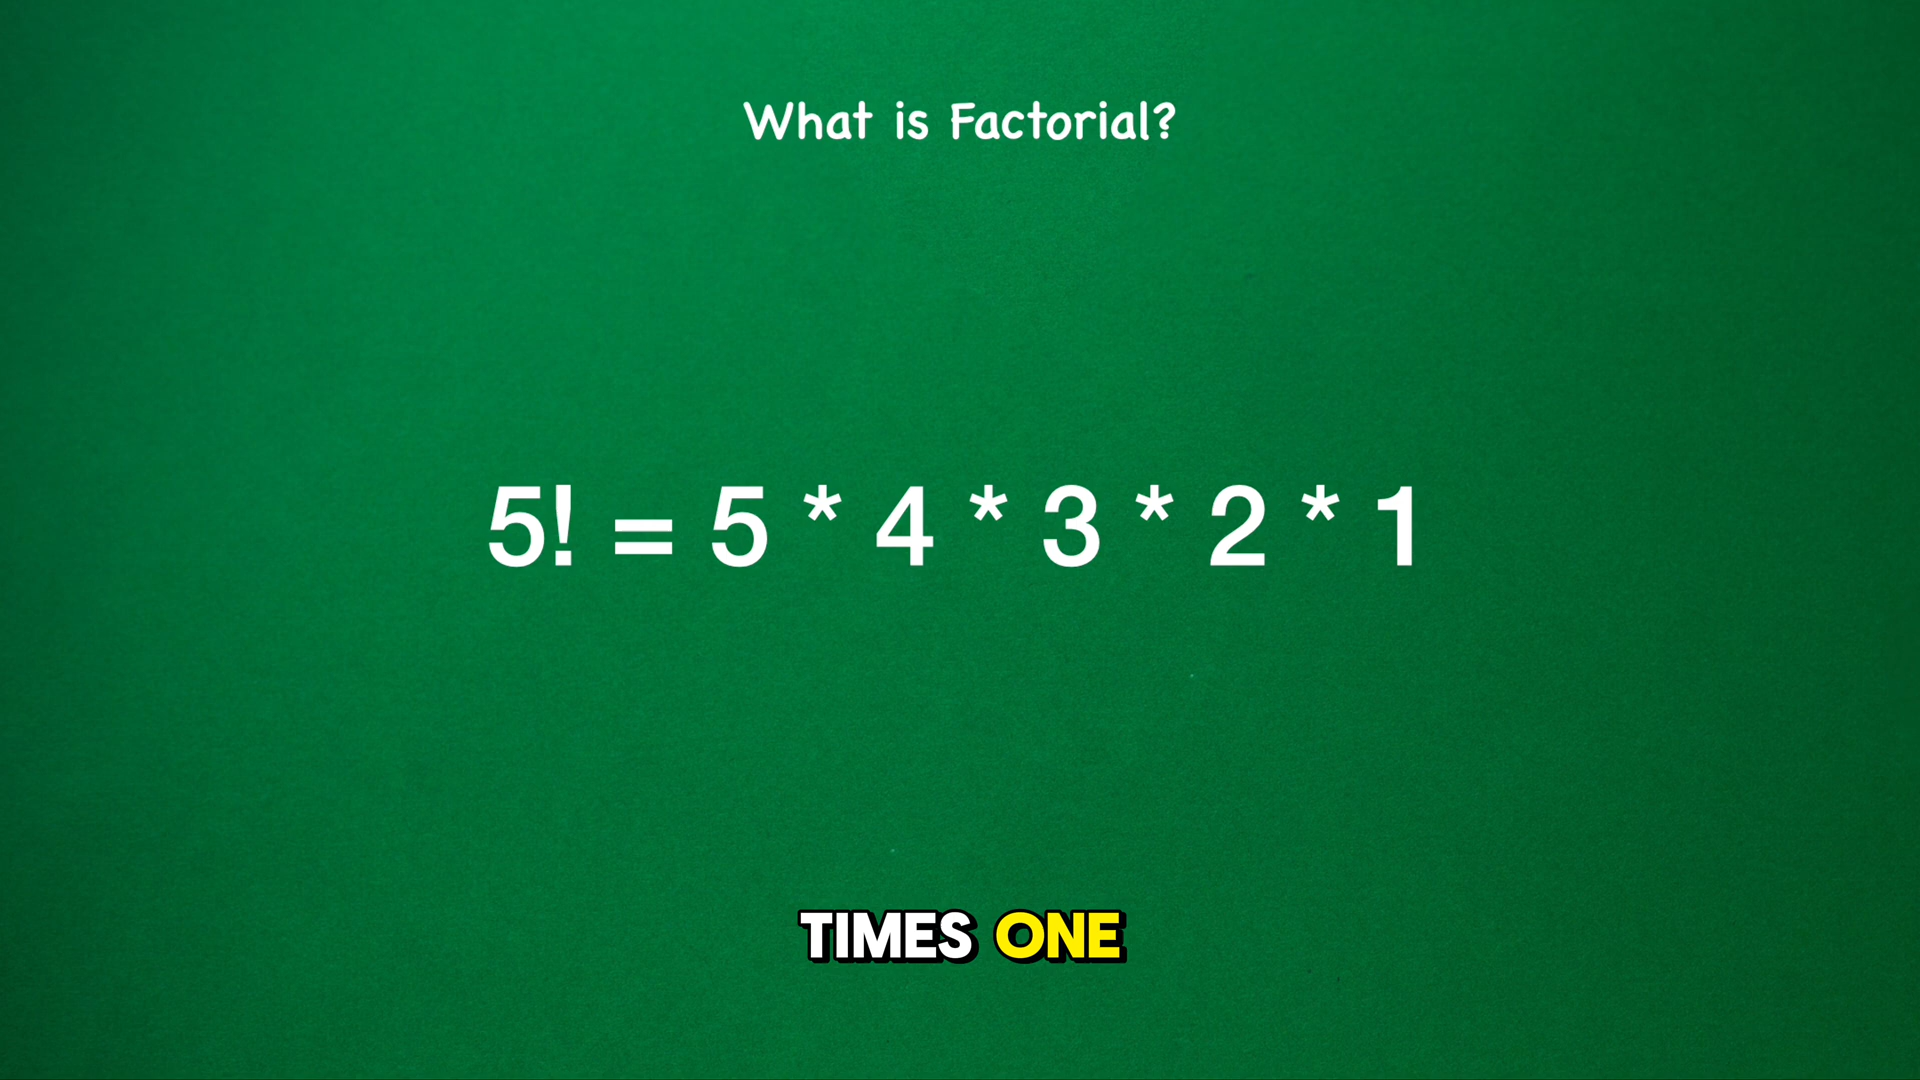 What is Factorial?
5! = 5 * 4 * 3 * 2 * 1
TIMES ONE